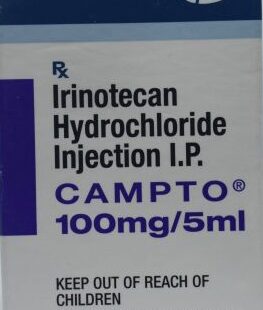 Rx
Irinotecan
Hydrochloride
Injection I.P.
CAMPTO®
100mg/5ml
KEEP OUT OF REACH OF
CHILDREN